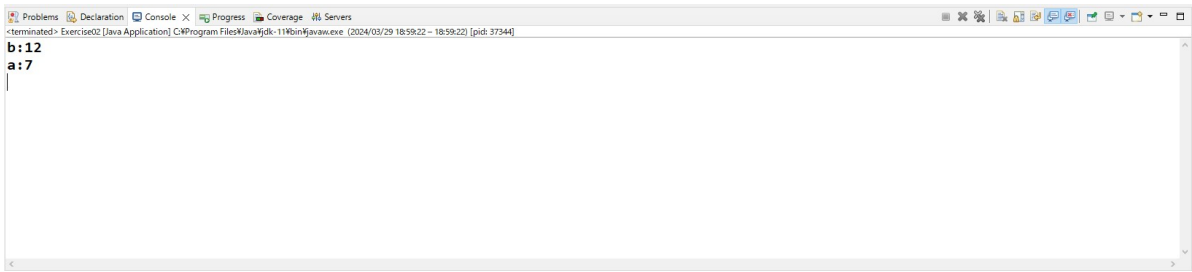 Problems Declaration Console Progress Coverage Servers
<terminated> Exercise02 [Java Application] C:¥Program Files¥Java¥jdk-11¥bin¥javaw.exe (2024/03/29 18:59:22 – 18:59:22) [pid: 37344]
b:12
a:7